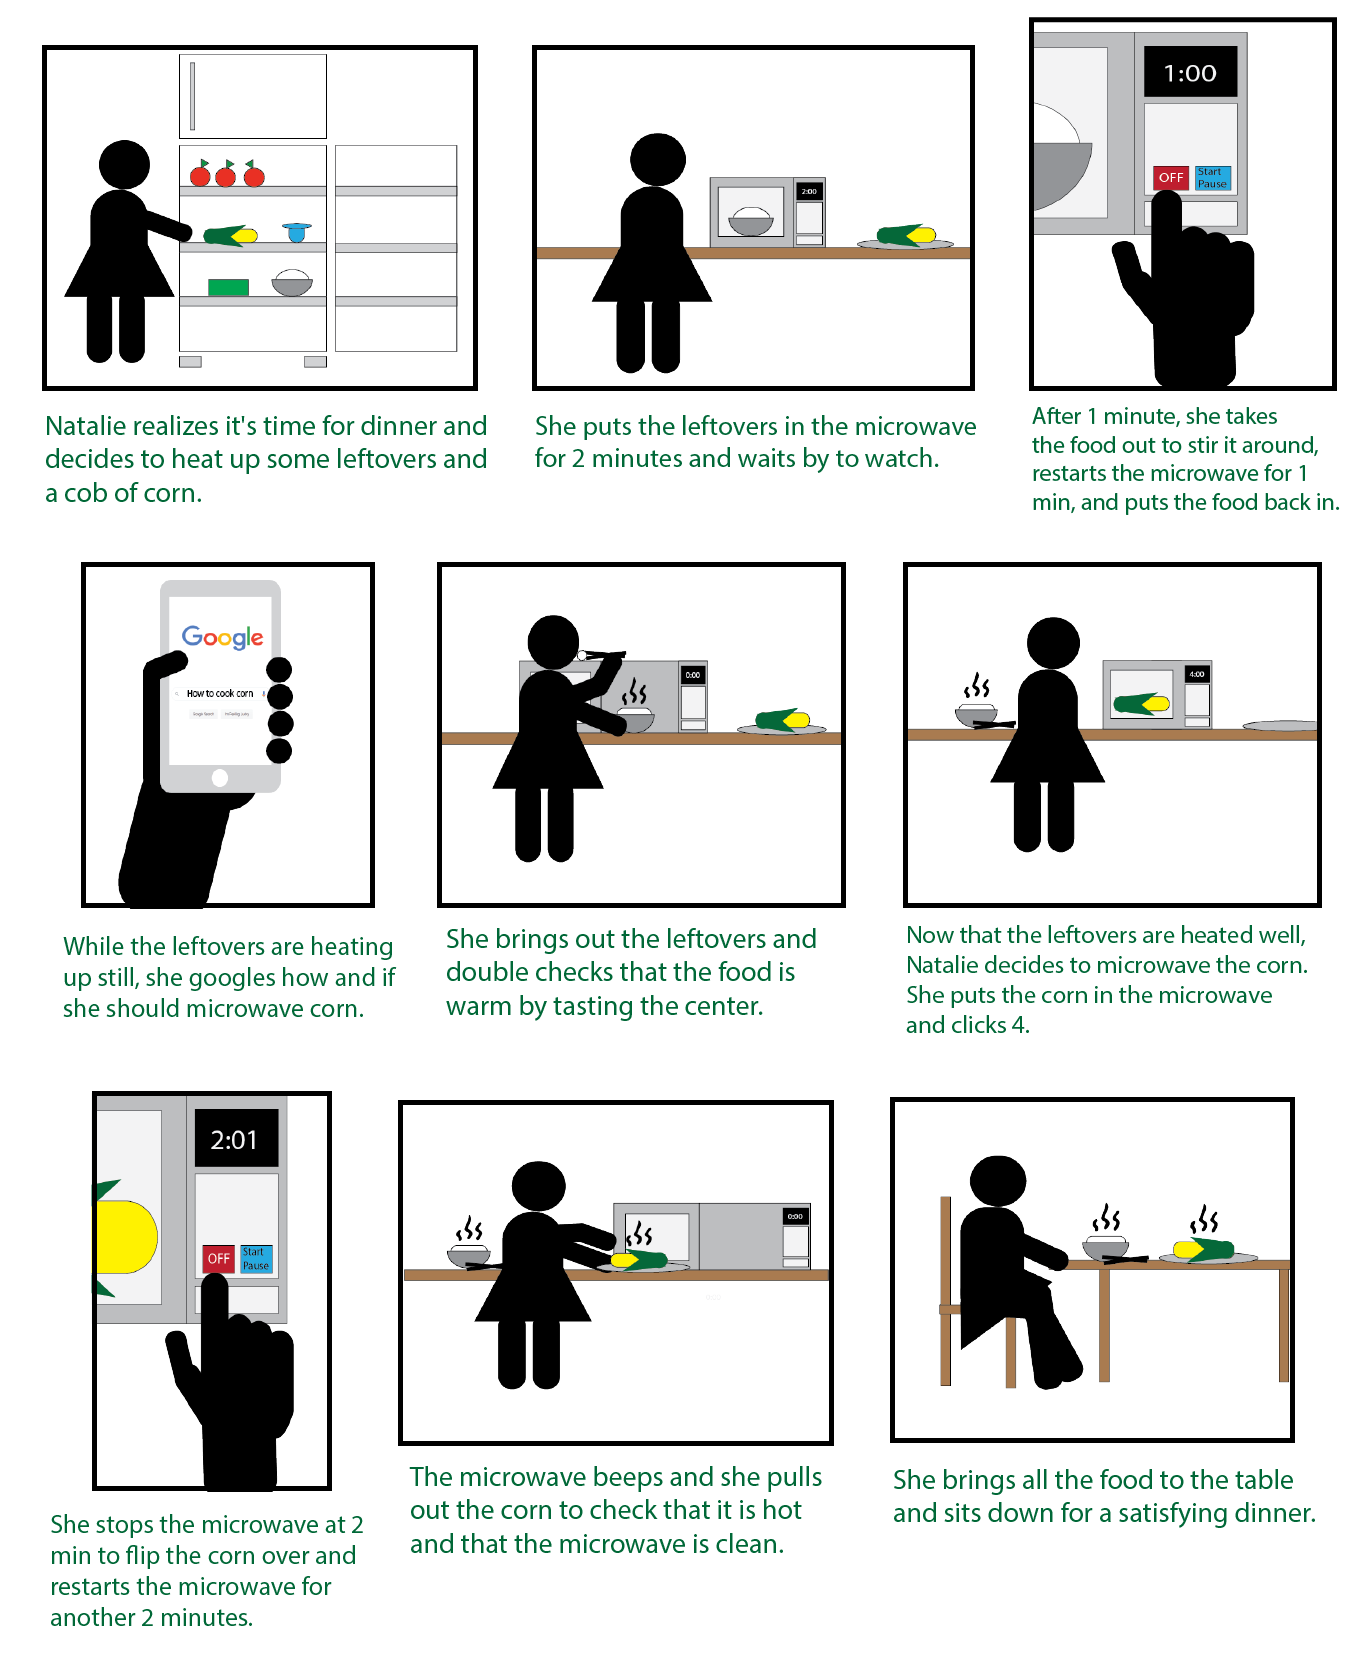 Natalie realizes it's time for dinner and
decides to heat up some leftovers and
a cob of corn.
2:00
She puts the leftovers in the microwave
for 2 minutes and waits by to watch.
1:00
OFF
Start
Pause
After 1 minute, she takes
the food out to stir it around,
restarts the microwave for 1
min, and puts the food back in.
Google
How to cook corn
While the leftovers are heating
up still, she googles how and if
she should microwave corn.
0:00
She brings out the leftovers and
double checks that the food is
warm by tasting the center.
4:00
Now that the leftovers are heated well,
Natalie decides to microwave the corn.
She puts the corn in the microwave
and clicks 4.
2:01
OFF
Start
Pause
She stops the microwave at 2
min to flip the corn over and
restarts the microwave for
another 2 minutes.
0:00
The microwave beeps and she pulls
out the corn to check that it is hot
and that the microwave is clean.
She brings all the food to the table
and sits down for a satisfying dinner.